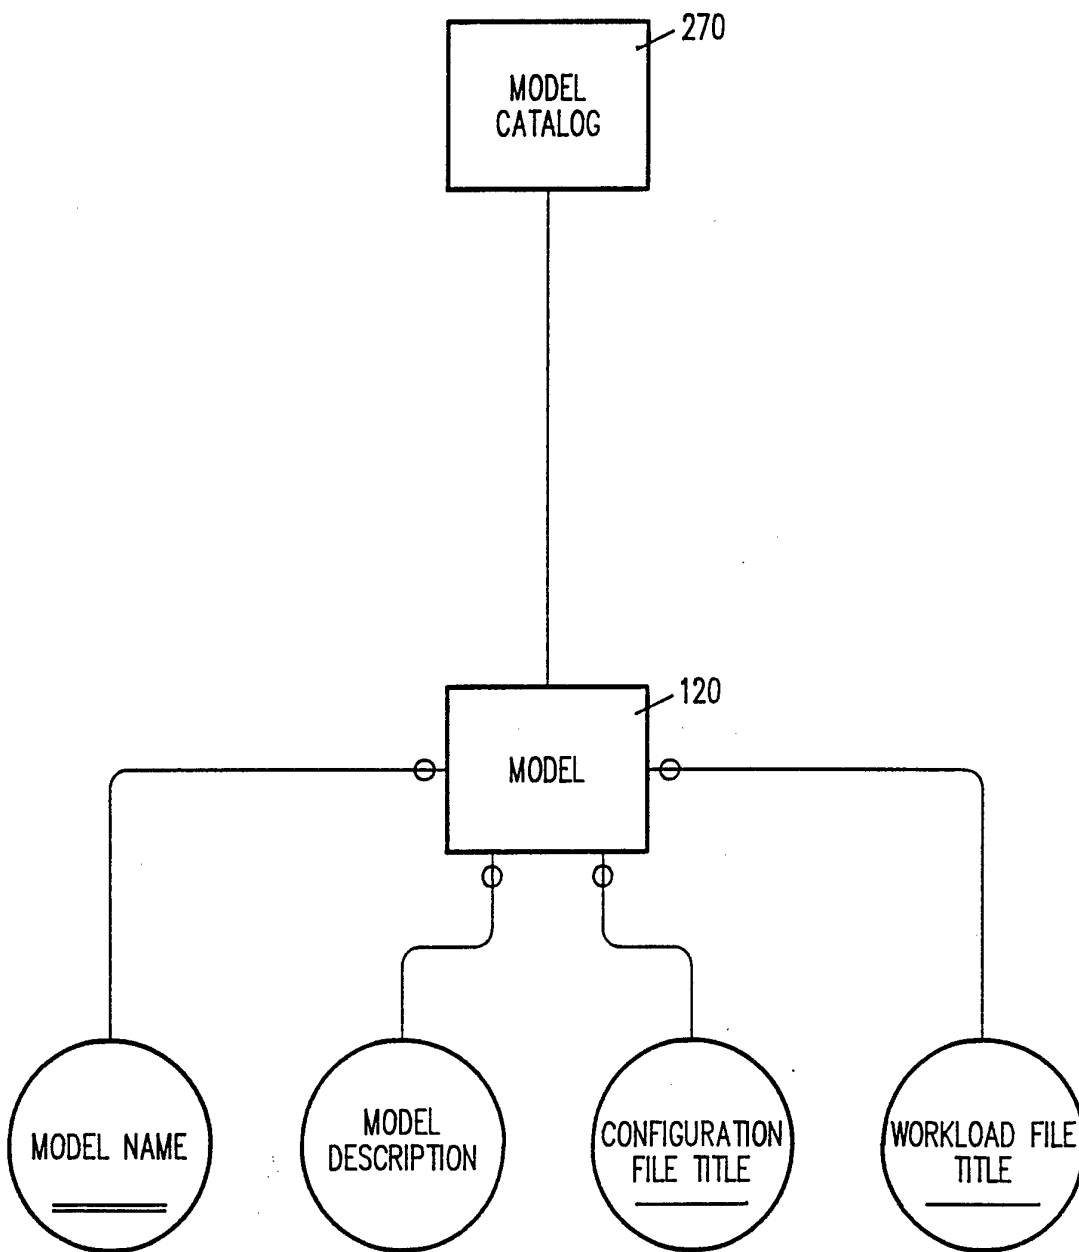 270
MODEL
CATALOG
120
MODEL
MODEL NAME
MODEL
DESCRIPTION
CONFIGURATION
FILE TITLE
WORKLOAD FILE
TITLE